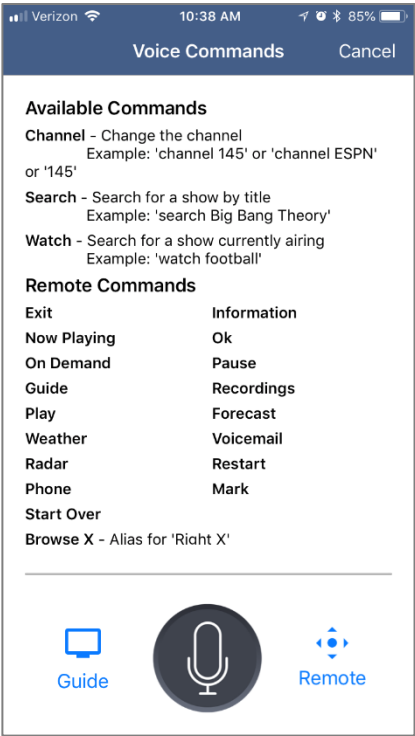 Verizon 10:38 AM 85%
Voice Commands Cancel
Available Commands
Channel - Change the channel
Example: 'channel 145' or 'channel ESPN'
or '145'
Search - Search for a show by title
Example: 'search Big Bang Theory'
Watch - Search for a show currently airing
Example: 'watch football'
Remote Commands
Exit Information
Now Playing Ok
On Demand Pause
Guide Recordings
Play Forecast
Weather Voicemail
Radar Restart
Phone Mark
Start Over
Browse X - Alias for 'Right X'
Guide Remote